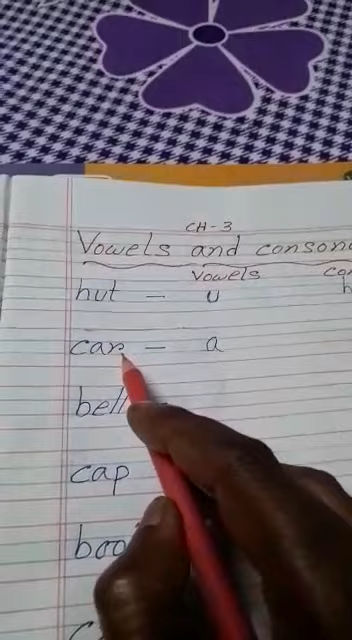 CH-3
Vowels and conson
Vowels
hut - u
car - a
bell
cap
boo